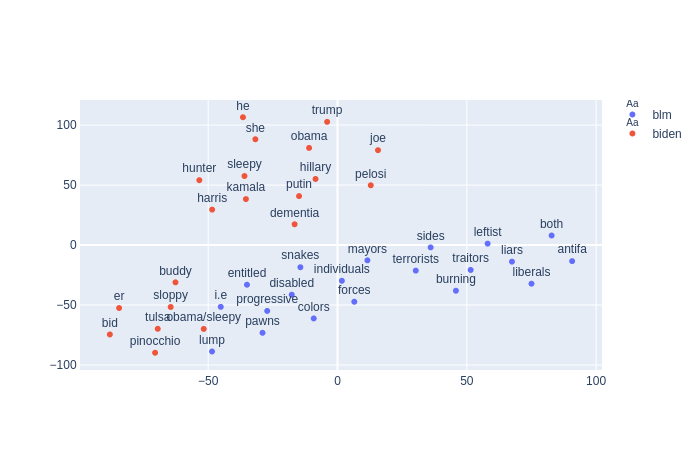 he
trump
Aa
blm
Aa
biden
100
she
obama
joe
hunter
sleepy
hillary
pelosi
50
harris
kamala
putin
dementia
0
snakes
mayors
sides
leftist
both
buddy
entitled
disabled
individuals
terrorists
traitors
liars
antifa
er
sloppy
i.e
progressive
forces
burning
liberals
−50
bid
tulsa
obama/sleepy
pawns
colors
pinocchio
lump
−100
−50
0
50
100